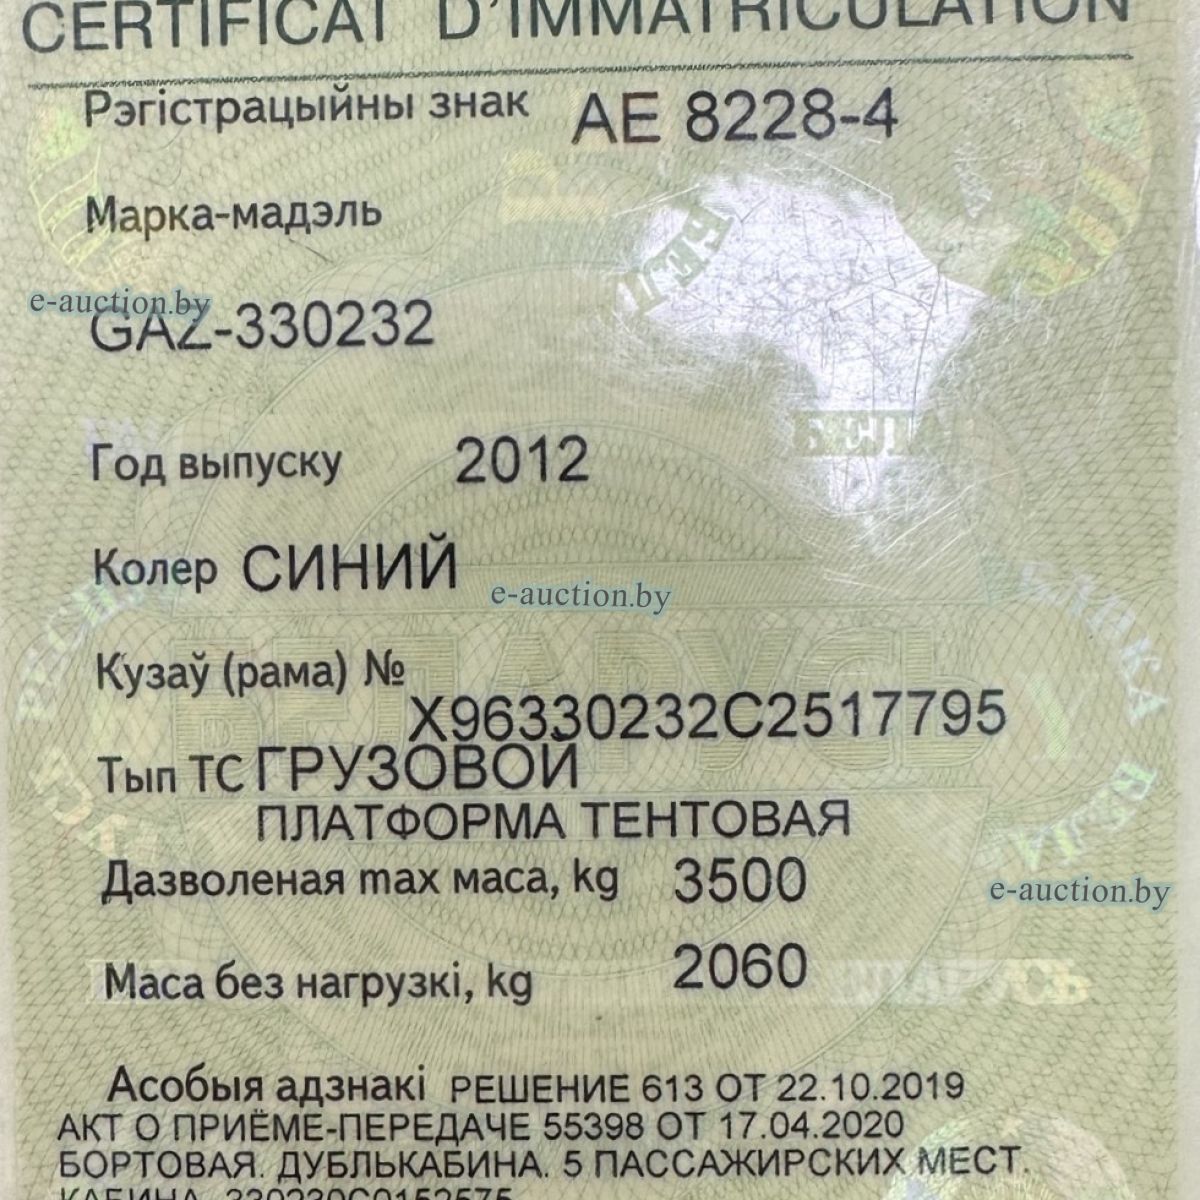 CERTIFICAT D'IMMATRICULATION
Рэгістрацыйны знак AE 8228-4
Марка-мадэль
e-auction.by
GAZ-330232
Год выпуску 2012
Колер СИНИЙ
e-auction.by
Кузаў (рама) №
X96330232C2517795
Тып ТС ГРУЗОВОЙ
ПЛАТФОРМА ТЕНТОВАЯ
Дазволеная max маса, kg 3500
e-auction.by
Маса без нагрузкі, kg 2060
Асобыя адзнакі РЕШЕНИЕ 613 ОТ 22.10.2019
АКТ О ПРИЁМЕ-ПЕРЕДАЧЕ 55398 ОТ 17.04.2020
БОРТОВАЯ. ДУБЛЬКАБИНА. 5 ПАССАЖИРСКИХ МЕСТ.
КАБИНА 330230C0152575